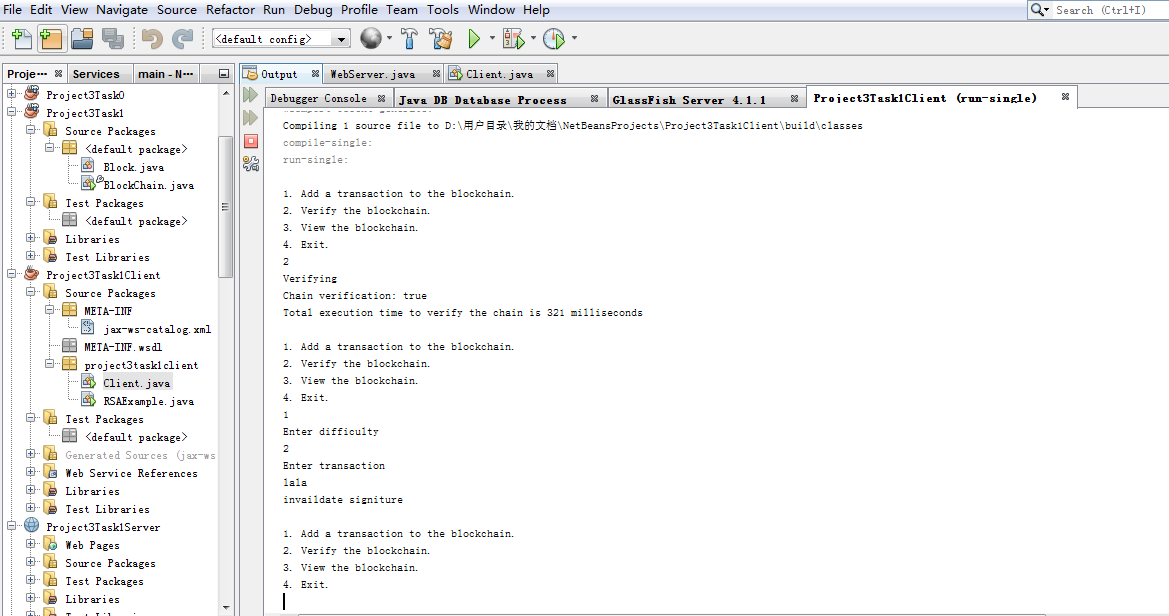 File Edit View Navigate Source Refactor Run Debug Profile Team Tools Window Help
Search (Ctrl+I)
<default config>
Proje··· Services main - N···
Project3Task0
Project3Task1
Source Packages
<default package>
Block.java
BlockChain.java
Test Packages
<default package>
Libraries
Test Libraries
Project3Task1Client
Source Packages
META-INF
jax-ws-catalog.xml
META-INF.wsdl
project3task1client
Client.java
RSAExample.java
Test Packages
<default package>
Generated Sources (jax-ws
Web Service References
Libraries
Test Libraries
Project3Task1Server
Web Pages
Source Packages
Test Packages
Libraries
Output WebServer.java Client.java
Debugger Console Java DB Database Process GlassFish Server 4.1.1 Project3Task1Client (run-single)
Compiling 1 source file to D:\用户目录\我的文档\NetBeansProjects\Project3Task1Client\build\classes
compile-single:
run-single:
1. Add a transaction to the blockchain.
2. Verify the blockchain.
3. View the blockchain.
4. Exit.
2
Verifying
Chain verification: true
Total execution time to verify the chain is 321 milliseconds
1. Add a transaction to the blockchain.
2. Verify the blockchain.
3. View the blockchain.
4. Exit.
1
Enter difficulty
2
Enter transaction
lala
invaildate signiture
1. Add a transaction to the blockchain.
2. Verify the blockchain.
3. View the blockchain.
4. Exit.